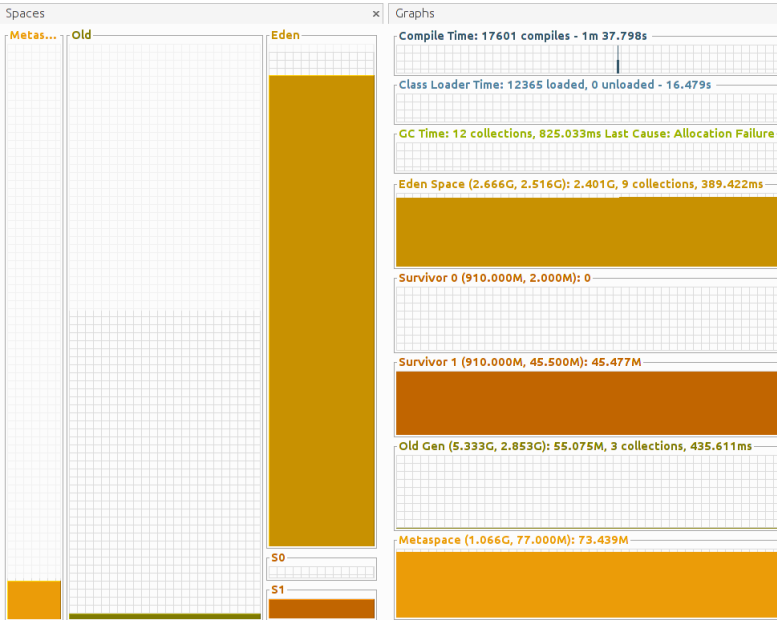 Spaces
×
Metas...
Old
Eden
S0
S1
Graphs
Compile Time: 17601 compiles - 1m 37.798s
Class Loader Time: 12365 loaded, 0 unloaded - 16.479s
GC Time: 12 collections, 825.033ms Last Cause: Allocation Failure
Eden Space (2.666G, 2.516G): 2.401G, 9 collections, 389.422ms
Survivor 0 (910.000M, 2.000M): 0
Survivor 1 (910.000M, 45.500M): 45.477M
Old Gen (5.333G, 2.853G): 55.075M, 3 collections, 435.611ms
Metaspace (1.066G, 77.000M): 73.439M